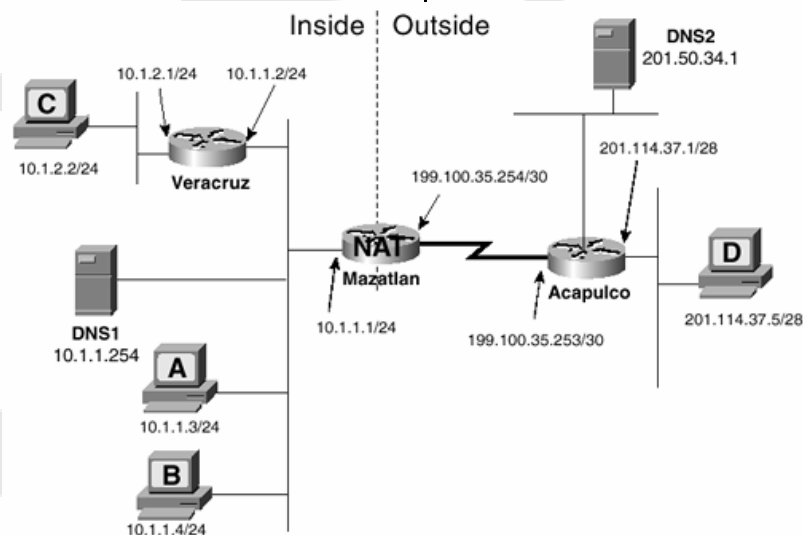 Inside
Outside
DNS2
201.50.34.1
10.1.2.1/24
10.1.1.2/24
C
10.1.2.2/24
Veracruz
201.114.37.1/28
199.100.35.254/30
NAT
Mazatlan
D
Acapulco
DNS1
10.1.1.254
10.1.1.1/24
199.100.35.253/30
201.114.37.5/28
A
10.1.1.3/24
B
10.1.1.4/24